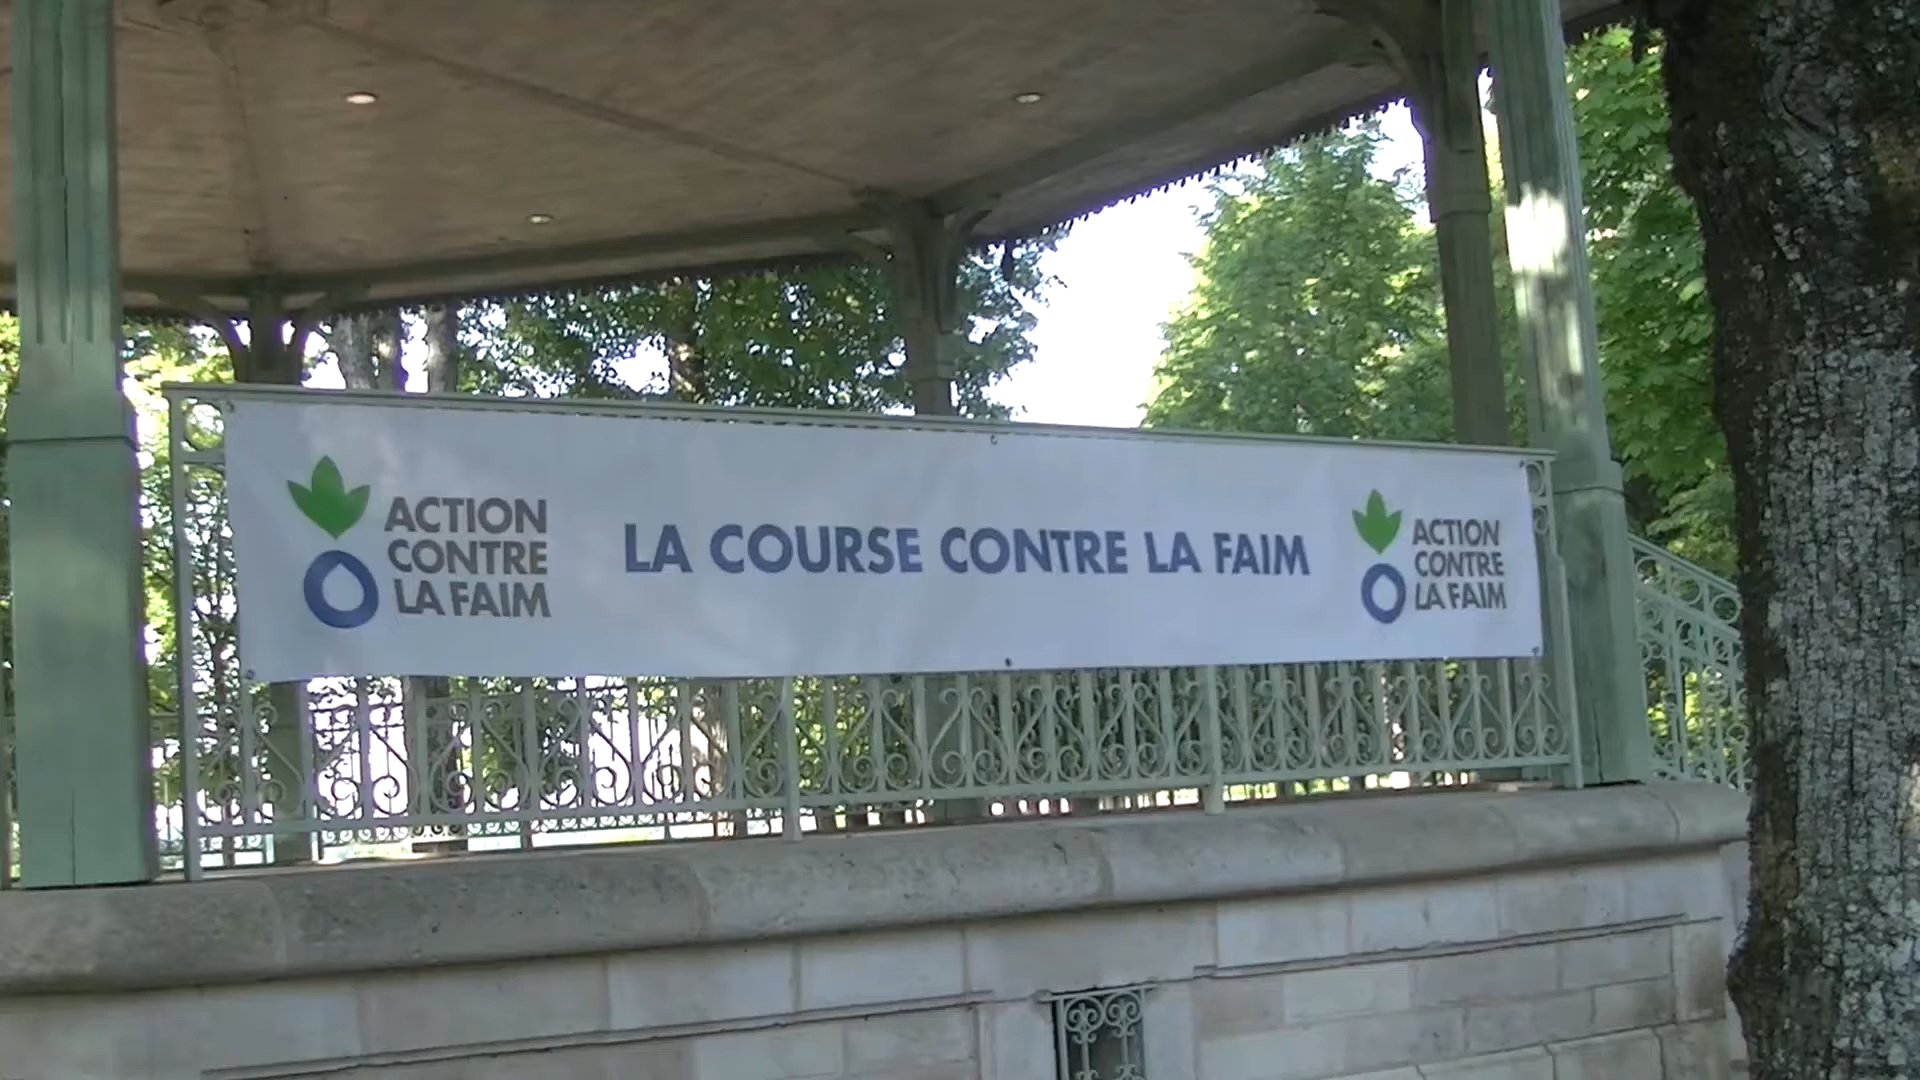 ACTION
CONTRE
LA FAIM
LA COURSE CONTRE LA FAIM
ACTION
CONTRE
LA FAIM